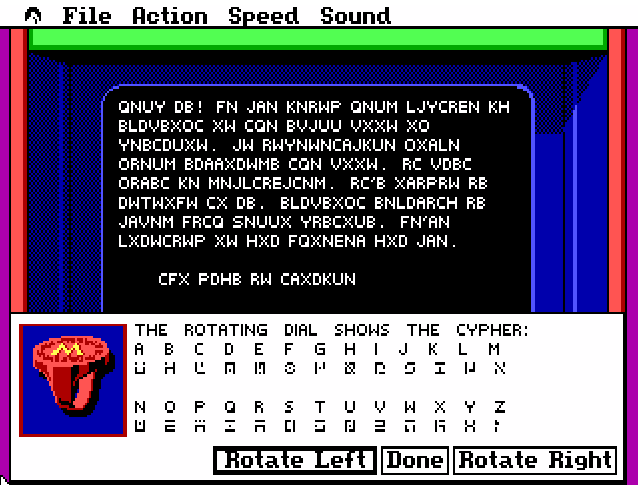 File Action Speed Sound
QNUY DB! FN JAN KNRWP QNUM LJYCREN KH
BLDVBXOC XW CQN BVJUU VXXW XO
YNBCDUXW. JW RWYNWNCAJKUN OXALN
ORNUM BDAAXDWMB CQN VXXW. RC VDBC
ORABC KN MNJLCREJCNM. RC'B XARPRW RB
DWTWXFW CX DB. BLDVBXOC BNLDARCH RB
JAVNM FRCQ SNUUX YRBCXUB. FN'AN
LXDWCRWP XW HXD FQXNENA HXD JAN.
CFX PDHB RW CAXDKUN
THE ROTATING DIAL SHOWS THE CYPHER:
A B C D E F G H I J K L M
N O P Q R S T U V W X Y Z
Rotate Left Done Rotate Right